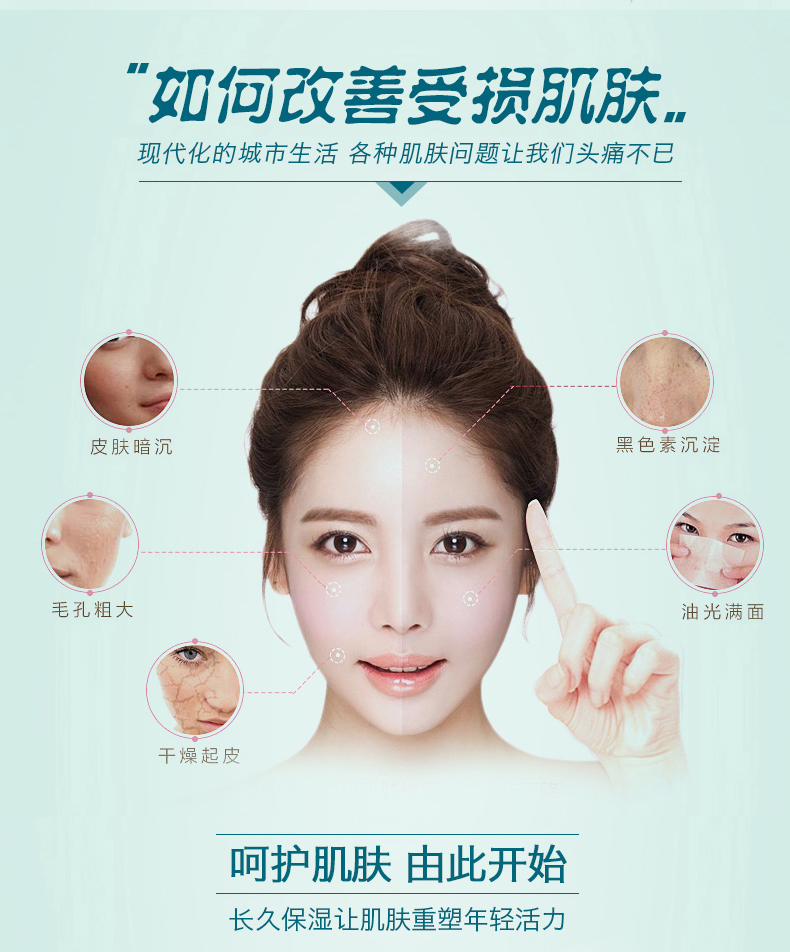 "如何改善受损肌肤"
现代化的城市生活 各种肌肤问题让我们头痛不已
皮肤暗沉
黑色素沉淀
毛孔粗大
油光满面
干燥起皮
呵护肌肤 由此开始
长久保湿让肌肤重塑年轻活力